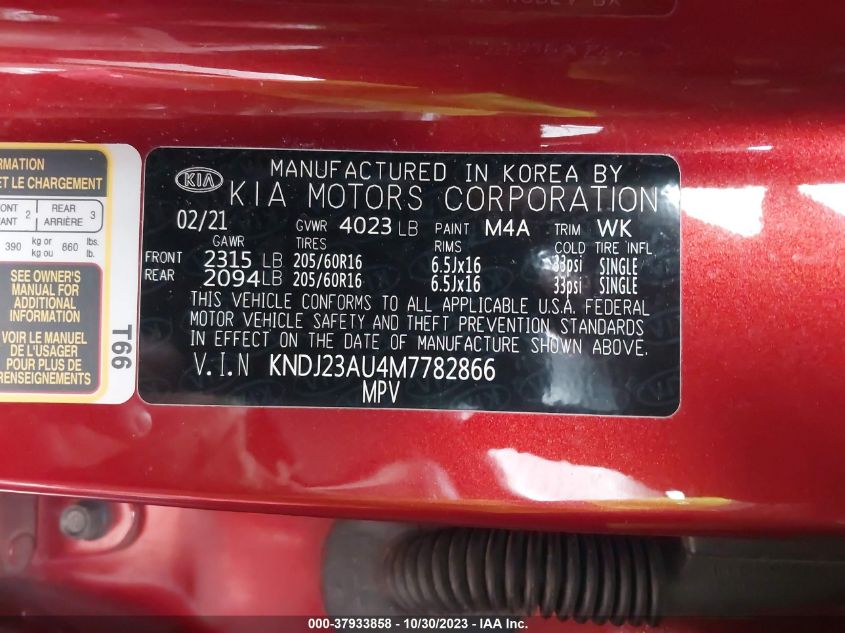 KIA
MANUFACTURED IN KOREA BY
KIA MOTORS CORPORATION
02/21 GVWR 4023 LB PAINT M4A TRIM WK
GAWR TIRES RIMS COLD TIRE INFL
FRONT 2315 LB 205/60R16 6.5Jx16 33psi SINGLE
REAR 2094 LB 205/60R16 6.5Jx16 33psi SINGLE
THIS VEHICLE CONFORMS TO ALL APPLICABLE U.S.A. FEDERAL
MOTOR VEHICLE SAFETY AND THEFT PREVENTION STANDARDS
IN EFFECT ON THE DATE OF MANUFACTURE SHOWN ABOVE.
V.I.N KNDJ23AU4M7782866
MPV
ET LE CHARGEMENT
2 REAR 3
ARRIÈRE
390 kg or 860 lbs.
kg ou lb.
SEE OWNER'S
MANUAL FOR
ADDITIONAL
INFORMATION
VOIR LE MANUEL
DE L'USAGER
POUR PLUS DE
RENSEIGNEMENTS
T66
000-37933858 - 10/30/2023 - IAA Inc.